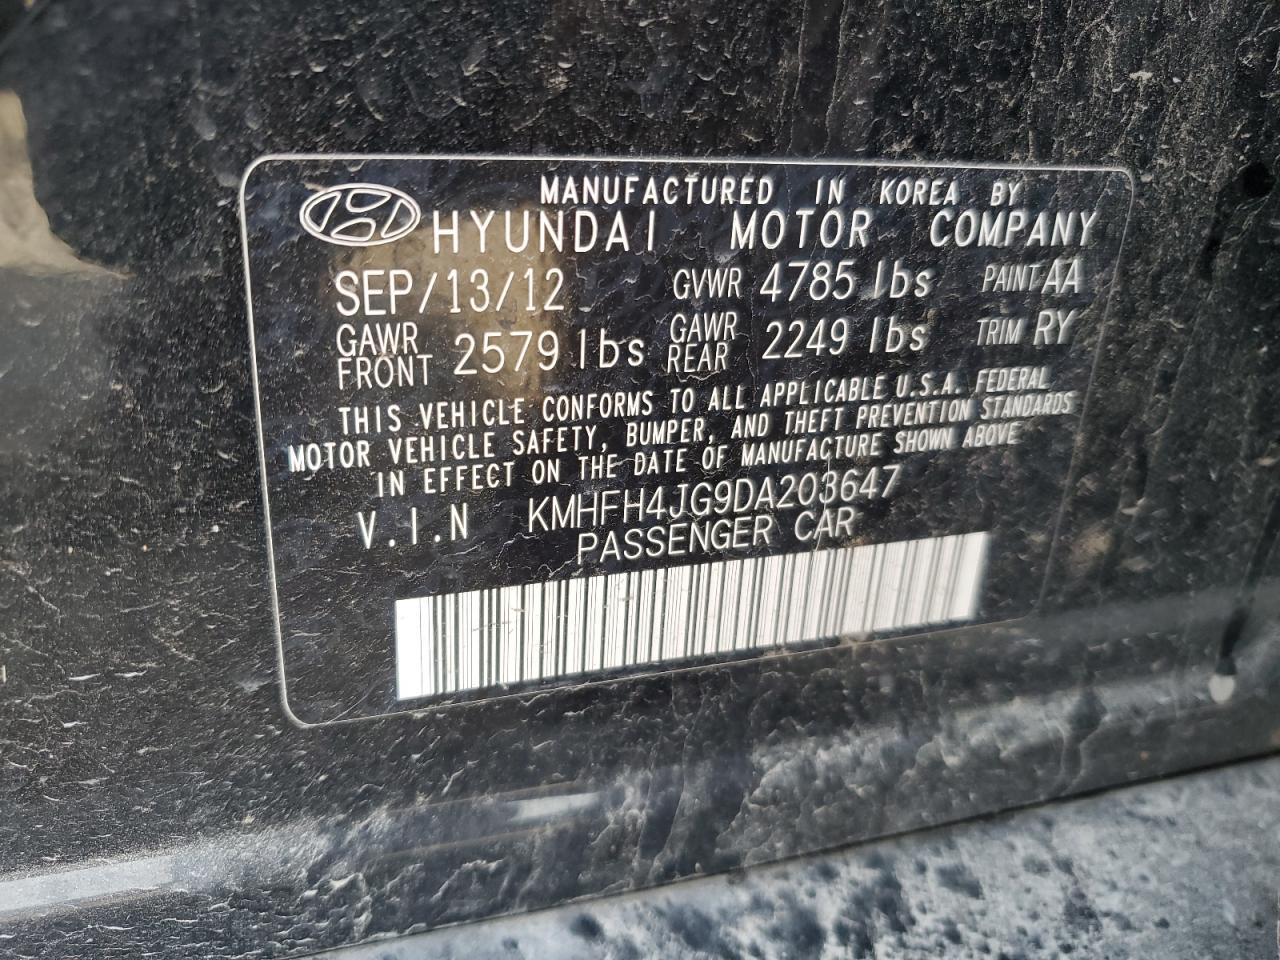 MANUFACTURED IN KOREA BY
HYUNDAI MOTOR COMPANY
SEP/13/12 GVWR 4785 lbs PAINT AA
GAWR FRONT 2579 lbs GAWR REAR 2249 lbs TRIM RY
THIS VEHICLE CONFORMS TO ALL APPLICABLE U.S.A. FEDERAL
MOTOR VEHICLE SAFETY, BUMPER, AND THEFT PREVENTION STANDARDS
IN EFFECT ON THE DATE OF MANUFACTURE SHOWN ABOVE
V.I.N KMHFH4JG9DA203647
PASSENGER CAR